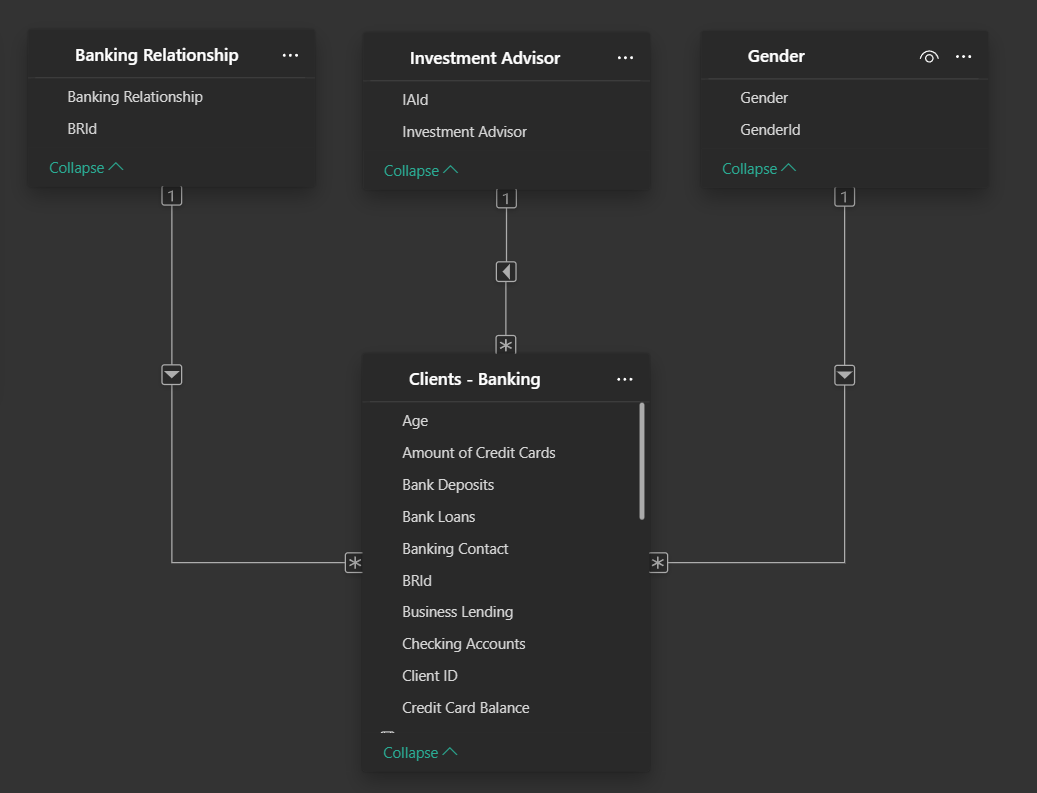 Banking Relationship
Banking Relationship
BRId
Collapse
1
Investment Advisor
IAId
Investment Advisor
Collapse
1
*
Gender
Gender
GenderId
Collapse
1
Clients - Banking
Age
Amount of Credit Cards
Bank Deposits
Bank Loans
Banking Contact
BRId
Business Lending
Checking Accounts
Client ID
Credit Card Balance
Collapse
*
*